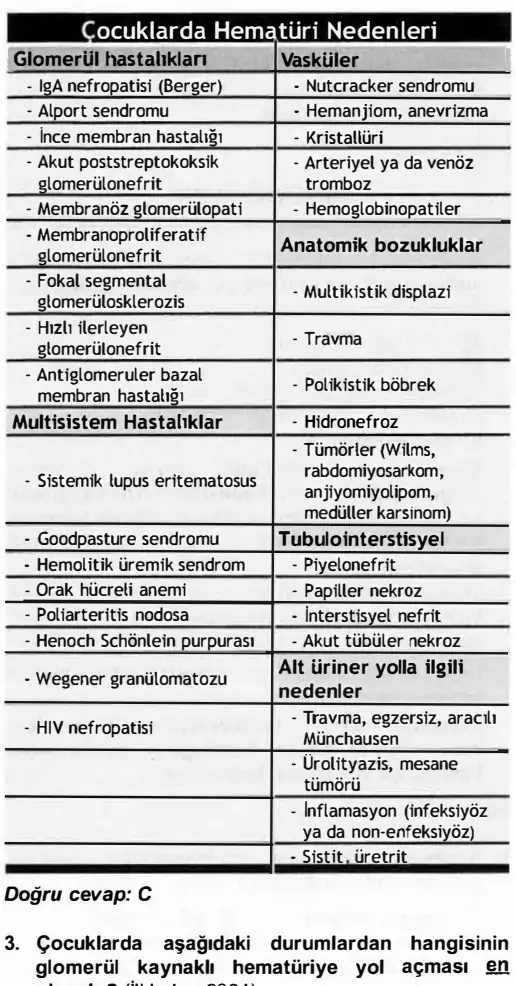 Çocuklarda Hematüri Nedenleri
Glomerül hastalıkları
- IgA nefropatisi (Berger)
- Alport sendromu
- İnce membran hastalığı
- Akut poststreptokoksik
glomerülonefrit
- Membranöz glomerülopati
- Membranoproliferatif
glomerülonefrit
- Fokal segmental
glomerülosklerozis
- Hızlı ilerleyen
glomerülonefrit
- Antiglomeruler bazal
membran hastalığı
Multisistem Hastalıklar
- Sistemik lupus eritematosus
- Goodpasture sendromu
- Hemolitik üremik sendrom
- Orak hücreli anemi
- Poliarteritis nodosa
- Henoch Schönlein purpurası
- Wegener granülomatozu
- HIV nefropatisi
Vasküler
- Nutcracker sendromu
- Hemanjiom, anevrizma
- Kristallüri
- Arteriyel ya da venöz
tromboz
- Hemoglobinopatiler
Anatomik bozukluklar
- Multikistik displazi
- Travma
- Polikistik böbrek
- Hidronefroz
- Tümörler (Wilms,
rabdomiyosarkom,
anjiyomiyolipom,
medüller karsinom)
Tubulointerstisyel
- Piyelonefrit
- Papiller nekroz
- İnterstisyel nefrit
- Akut tübüler nekroz
Alt üriner yolla ilgili
nedenler
- Travma, egzersiz, aracılı
Münchausen
- Ürolityazis, mesane
tümörü
- İnflamasyon (infeksiyöz
ya da non-enfeksiyöz)
- Sistit, üretrit
Doğru cevap: C
3. Çocuklarda aşağıdaki durumlardan hangisinin
glomerül kaynaklı hematüriye yol açması en